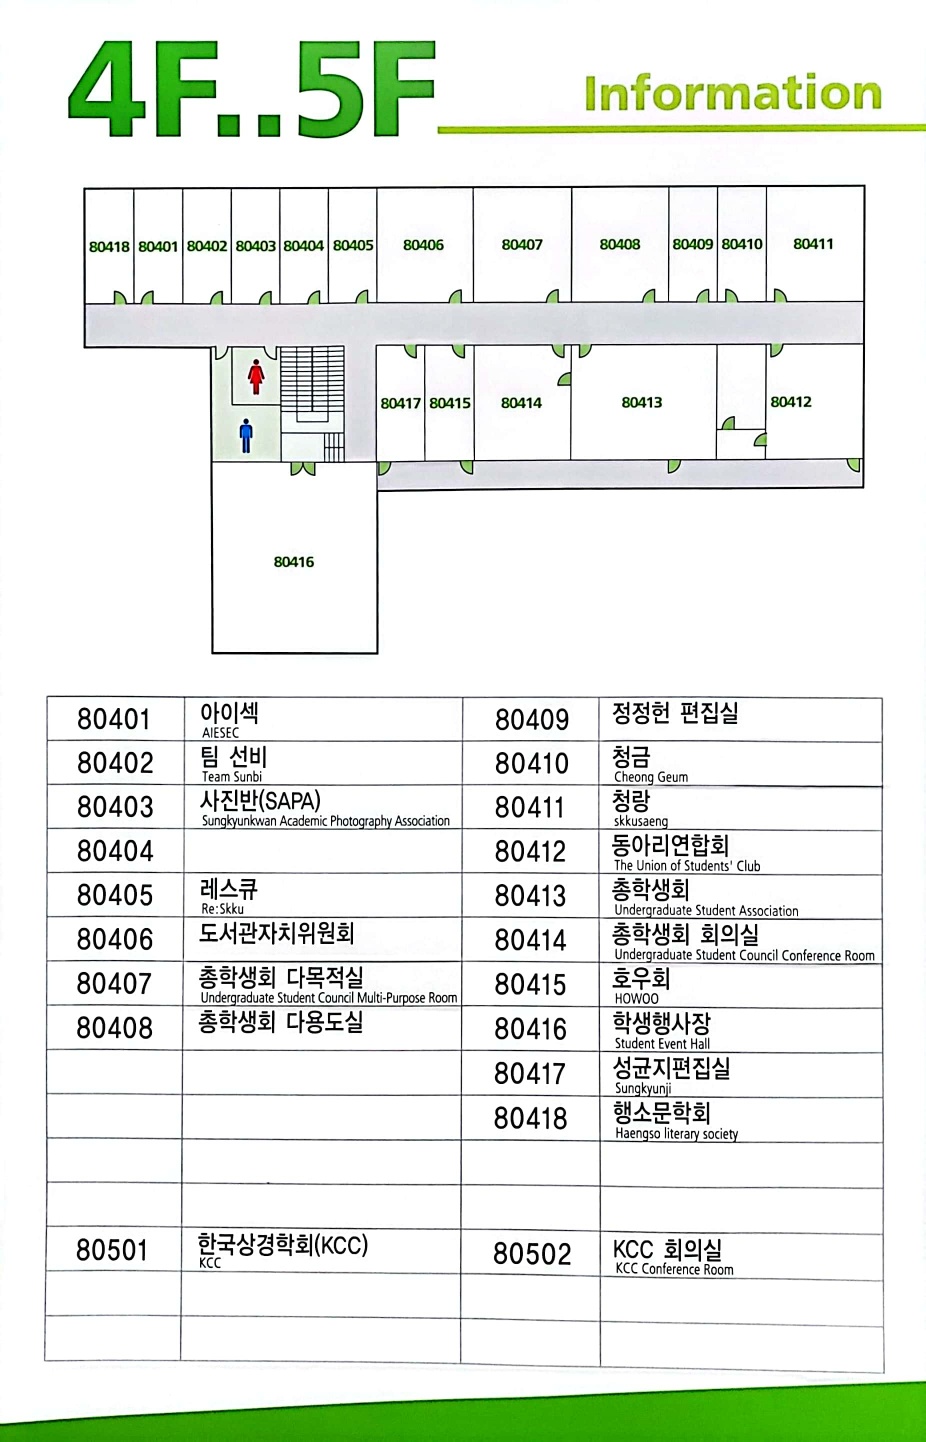 4F..5F
Information
80418 80401 80402 80403 80404 80405 80406 80407 80408 80409 80410 80411
80417 80415 80414 80413 80412
80416
80401 아이섹
AIESEC
80402 팀 선비
Team Sunbi
80403 사진반(SAPA)
Sungkyunkwan Academic Photography Association
80404
80405 레스큐
Re:Skku
80406 도서관자치위원회
80407 총학생회 다목적실
Undergraduate Student Council Multi-Purpose Room
80408 총학생회 다용도실
80409 정정헌 편집실
80410 청금
Cheong Geum
80411 청랑
skkusaeng
80412 동아리연합회
The Union of Students' Club
80413 총학생회
Undergraduate Student Association
80414 총학생회 회의실
Undergraduate Student Council Conference Room
80415 호우회
HOWOO
80416 학생행사장
Student Event Hall
80417 성균지편집실
Sungkyunji
80418 행소문학회
Haengso literary society
80501 한국상경학회(KCC)
KCC
80502 KCC 회의실
KCC Conference Room